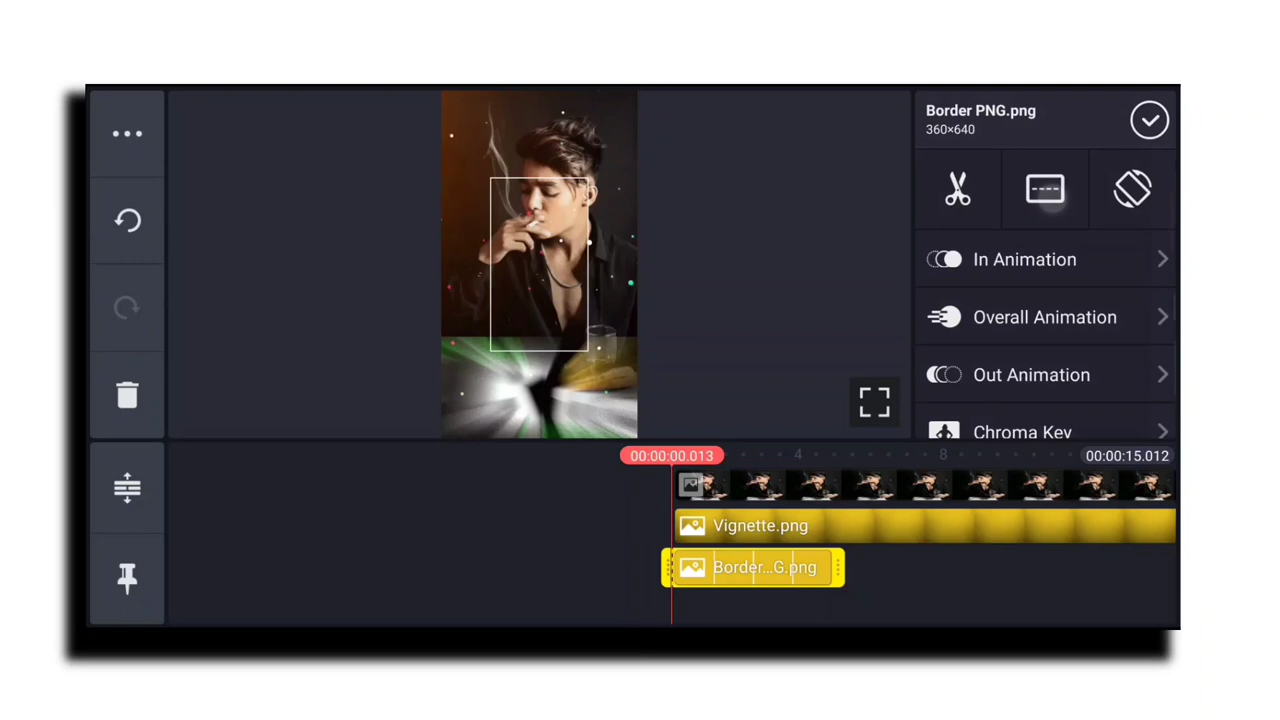 Border PNG.png
360×640
In Animation
Overall Animation
Out Animation
Chroma Key
00:00:00.013
4
8
00:00:15.012
Vignette.png
Border...G.png